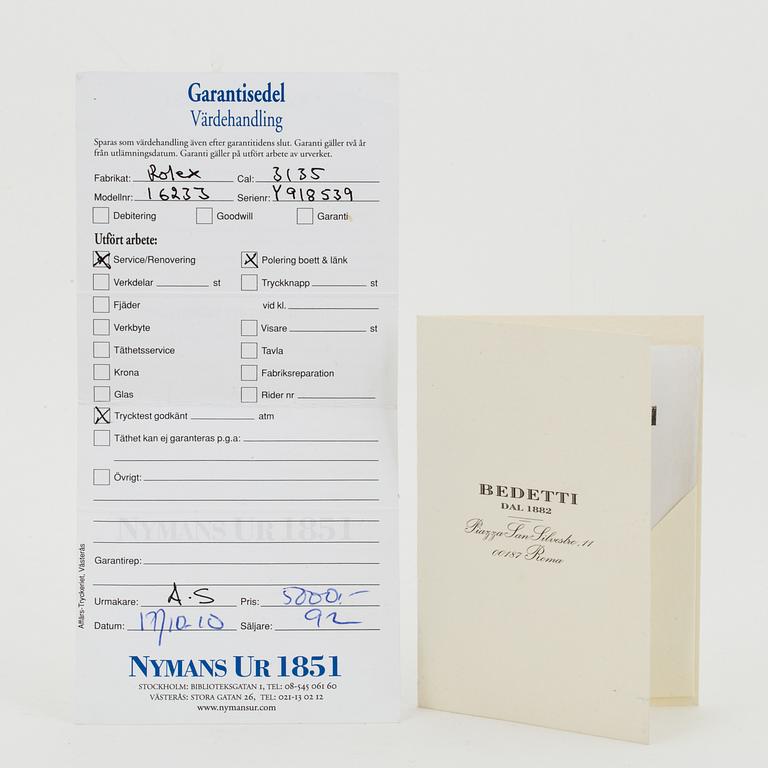 Garantisedel
Värdehandling
Sparas som värdehandling även efter garantitidens slut. Garanti gäller två år
från utlämningsdatum. Garanti gäller på utfört arbete av urverket.
Fabrikat: Rolex Cal: 3135
Modellnr: 16233 Serienr: Y918539
Debitering Goodwill Garanti
Utfört arbete:
Service/Renovering Polering boett & länk
Verkdelar st Tryckknapp st
Fjäder vid kl.
Verkbyte Visare st
Täthetsservice Tavla
Krona Fabriksreparation
Glas Rider nr
Trycktest godkänt atm
Täthet kan ej garanteras p.g.a:
Övrigt:
NYMANS UR 1851
Garantirep:
Urmakare: A.S Pris: 5000:-
Datum: 17/10-10 Säljare: 92
Affärs-Tryckeriet, Västerås
NYMANS UR 1851
STOCKHOLM: BIBLIOTEKSGATAN 1, TEL: 08-545 061 60
VÄSTERÅS: STORA GATAN 26, TEL: 021-13 02 12
www.nymansur.com
BEDETTI
DAL 1882
Piazza San Silvestro, 11
00187 Roma